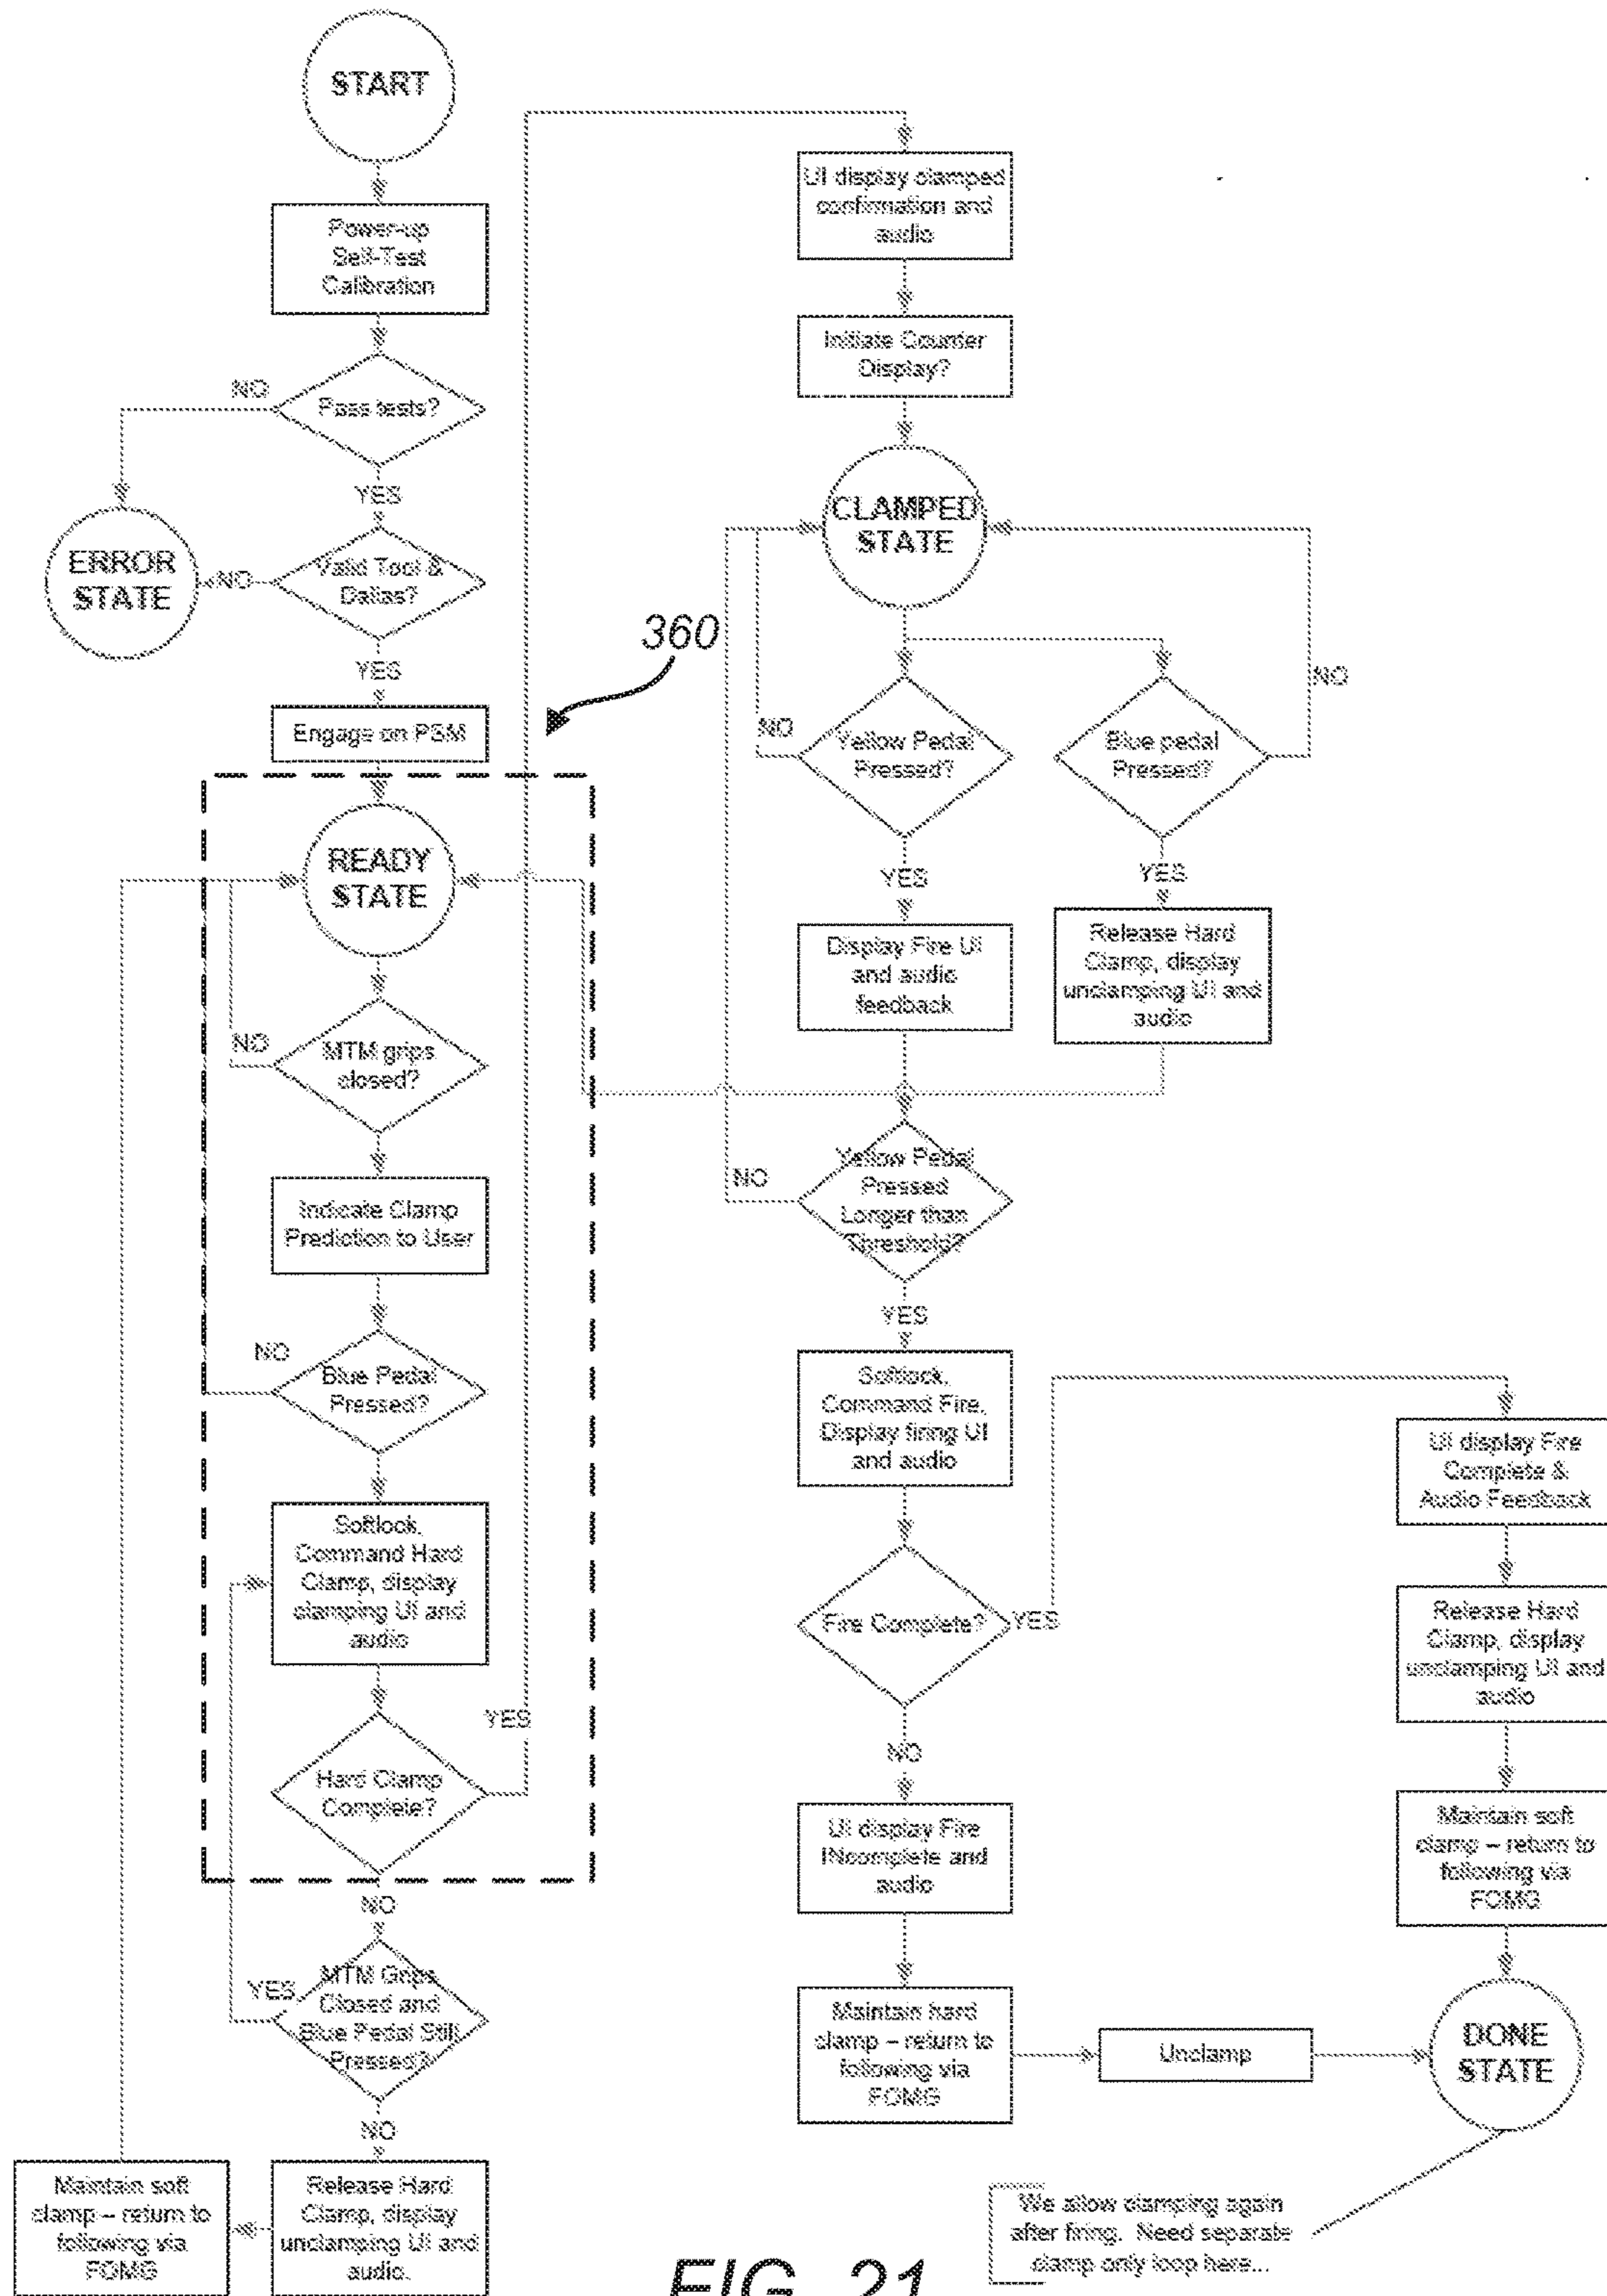 START
Power-up
Self-Test
Calibration
Pass tests?
NO
YES
ERROR
STATE
NO
Valid Tool &
Dallas?
YES
Engage on PSM
360
READY
STATE
NO
MTM grips
closed?
Indicate Clamp
Prediction to User
NO
Blue Pedal
Pressed?
Softlock,
Command Hard
Clamp, display
clamping UI and
audio
YES
Hard Clamp
Complete?
NO
YES
MTM Grips
Closed and
Blue Pedal Still
Pressed?
NO
Release Hard
Clamp, display
unclamping UI and
audio.
Maintain soft
clamp – return to
following via
FOMG
UI display clamped
confirmation and
audio
Initiate Counter
Display?
CLAMPED
STATE
NO
Yellow Pedal
Pressed?
Blue pedal
Pressed?
NO
YES
YES
Display Fire UI
and audio
feedback
Release Hard
Clamp, display
unclamping UI and
audio
NO
Yellow Pedal
Pressed
Longer than
Threshold?
YES
Softlock,
Command Fire,
Display firing UI
and audio
Fire Complete?
YES
NO
UI display Fire
INcomplete and
audio
Maintain hard
clamp – return to
following via
FOMG
Unclamp
UI display Fire
Complete &
Audio Feedback
Release Hard
Clamp, display
unclamping UI and
audio
Maintain soft
clamp – return to
following via
FOMG
DONE
STATE
We allow clamping again
after firing. Need separate
clamp only loop here...
FIG. 21